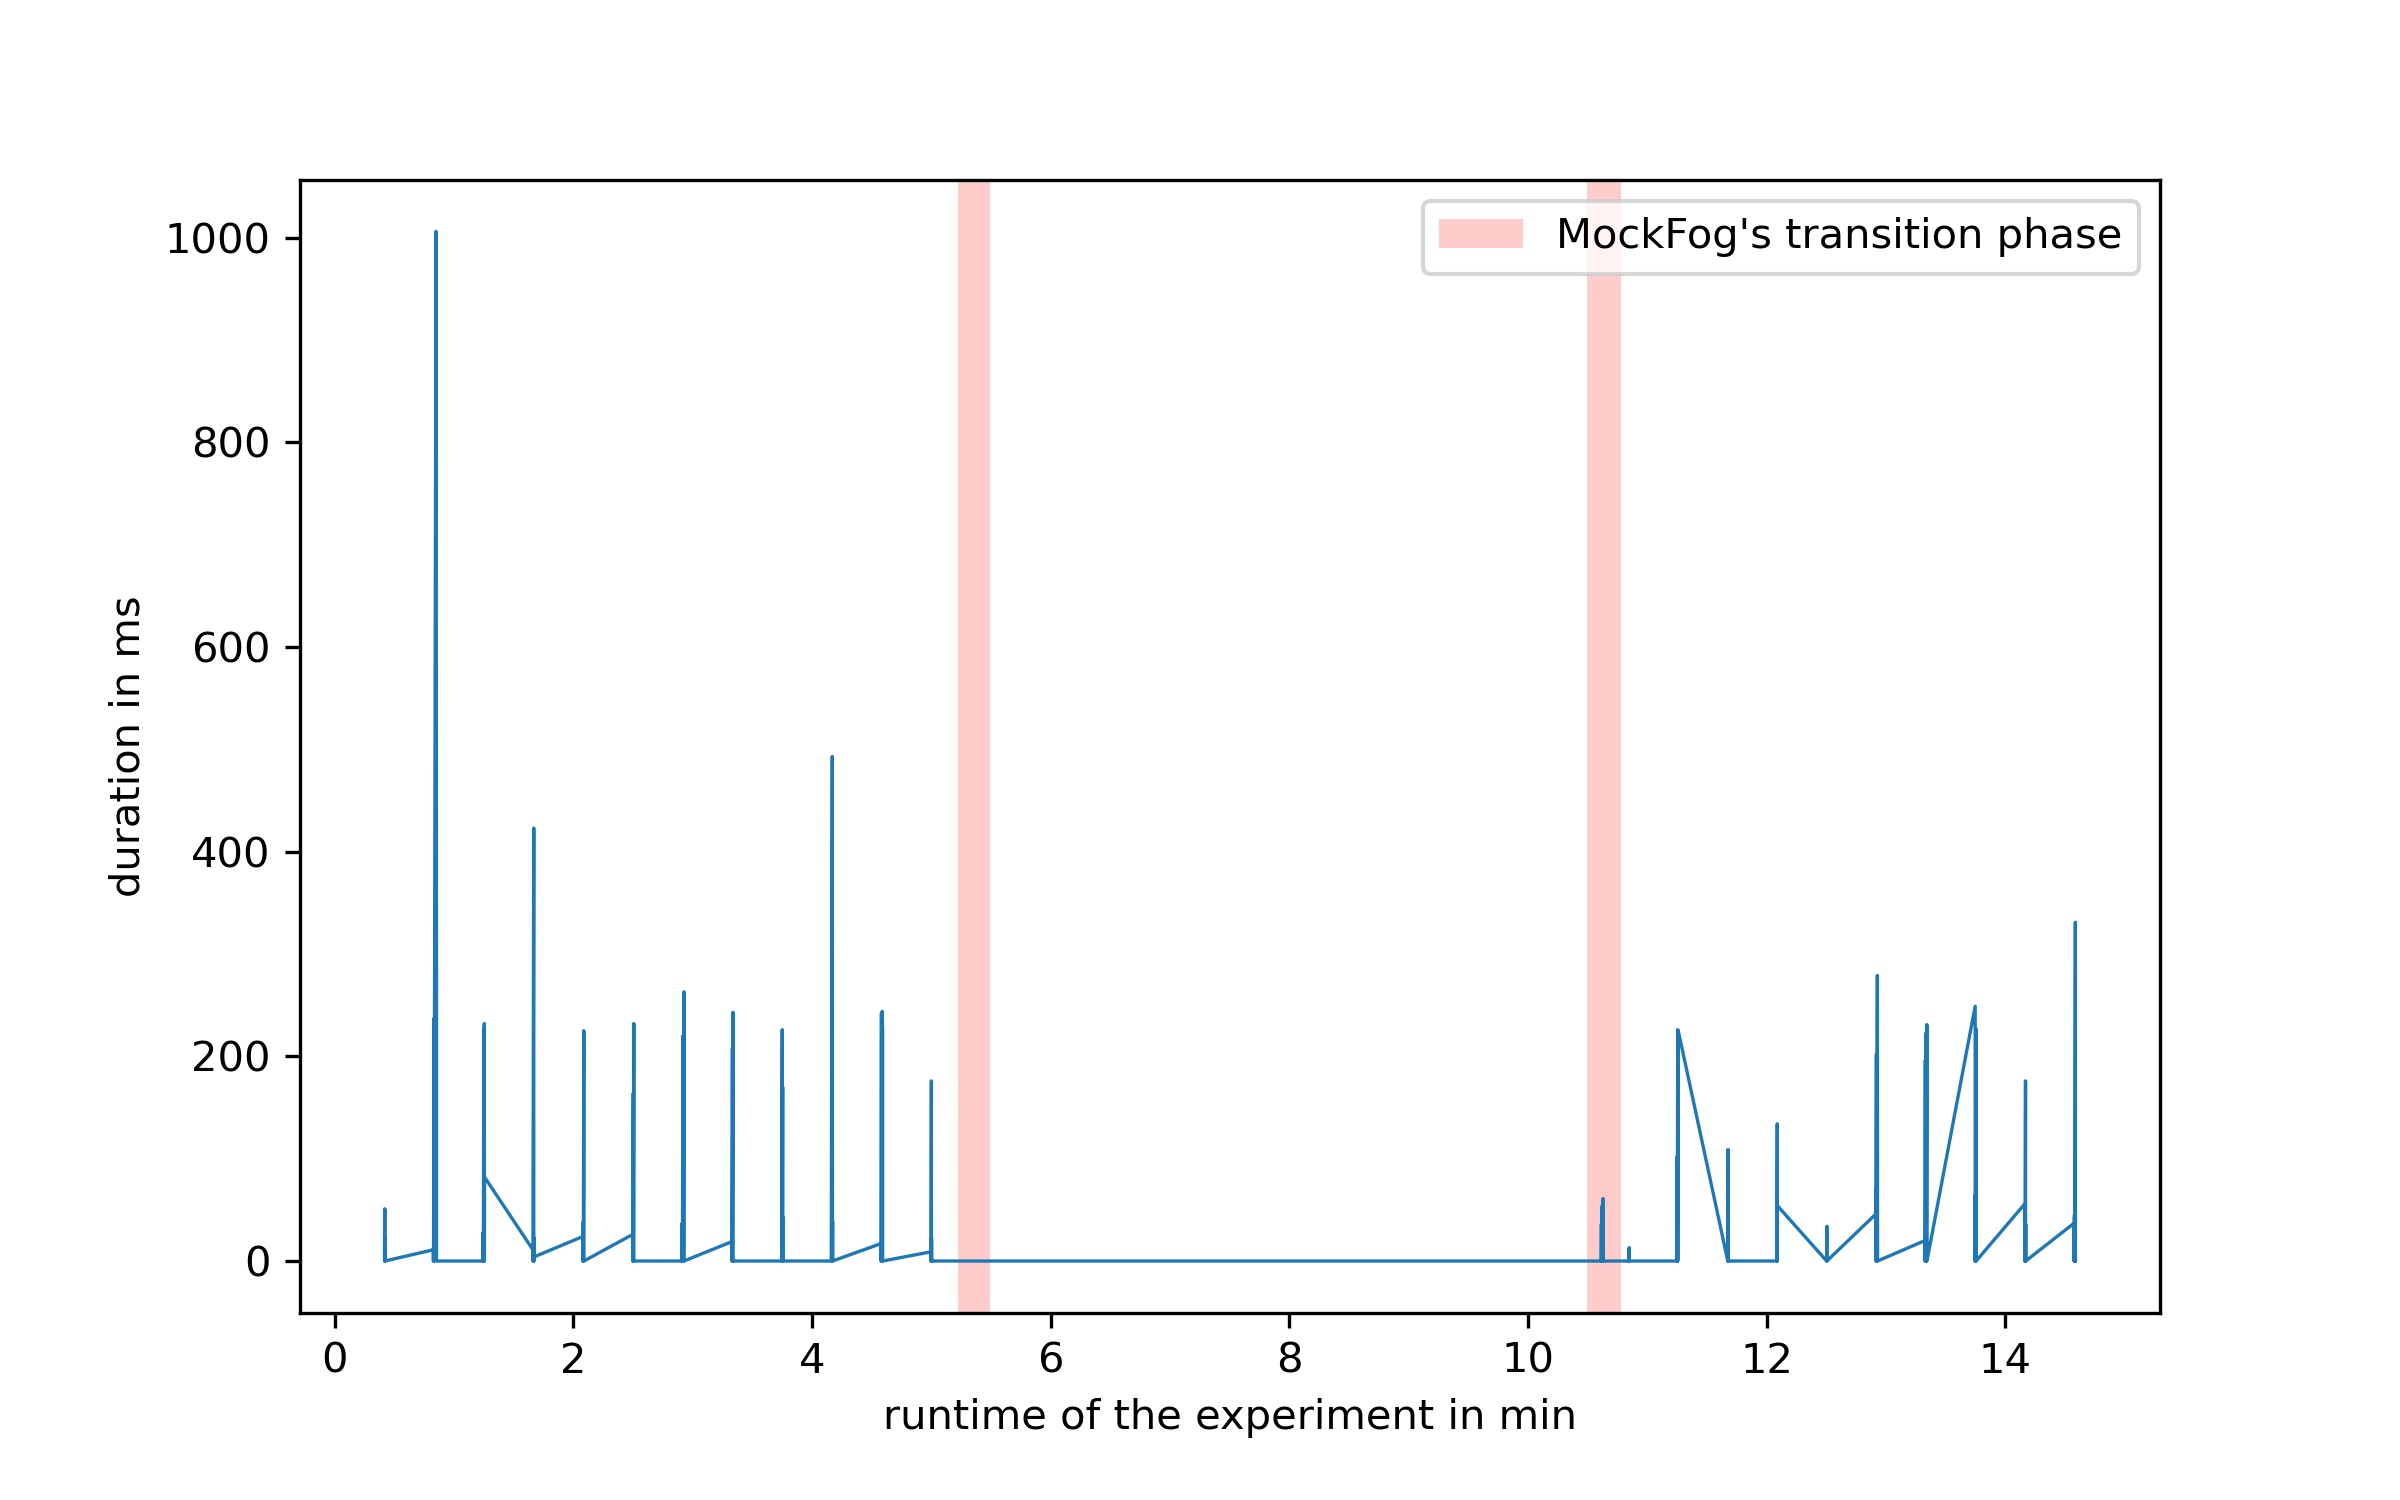 MockFog's transition phase
1000
800
600
400
200
0
duration in ms
0 2 4 6 8 10 12 14
runtime of the experiment in min